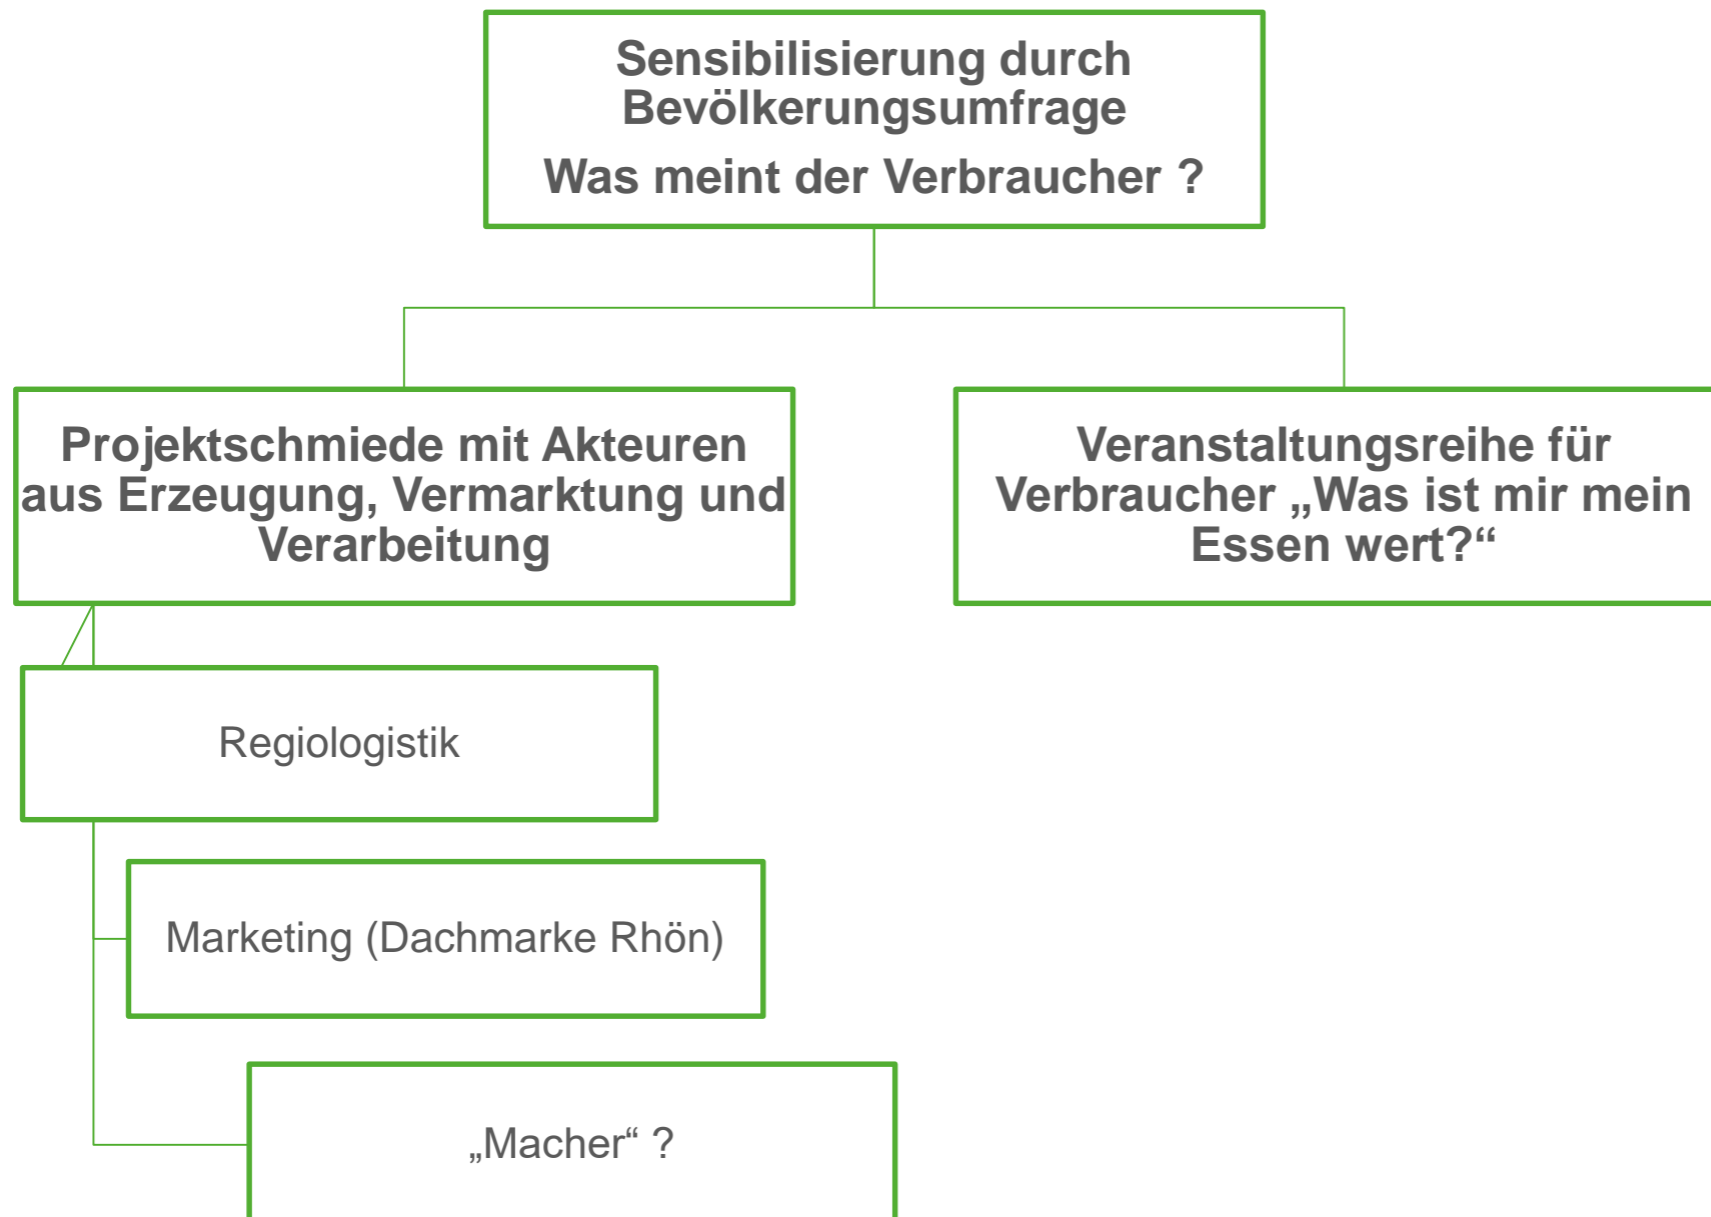 Sensibilisierung durch
Bevölkerungsumfrage
Was meint der Verbraucher ?
Projektschmiede mit Akteuren
aus Erzeugung, Vermarktung und
Verarbeitung
Veranstaltungsreihe für
Verbraucher „Was ist mir mein
Essen wert?“
Regiologistik
Marketing (Dachmarke Rhön)
„Macher“ ?